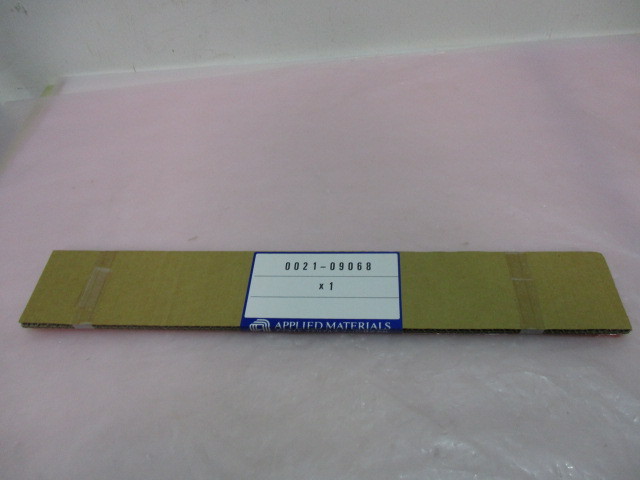 0021-09068
x 1
APPLIED MATERIALS